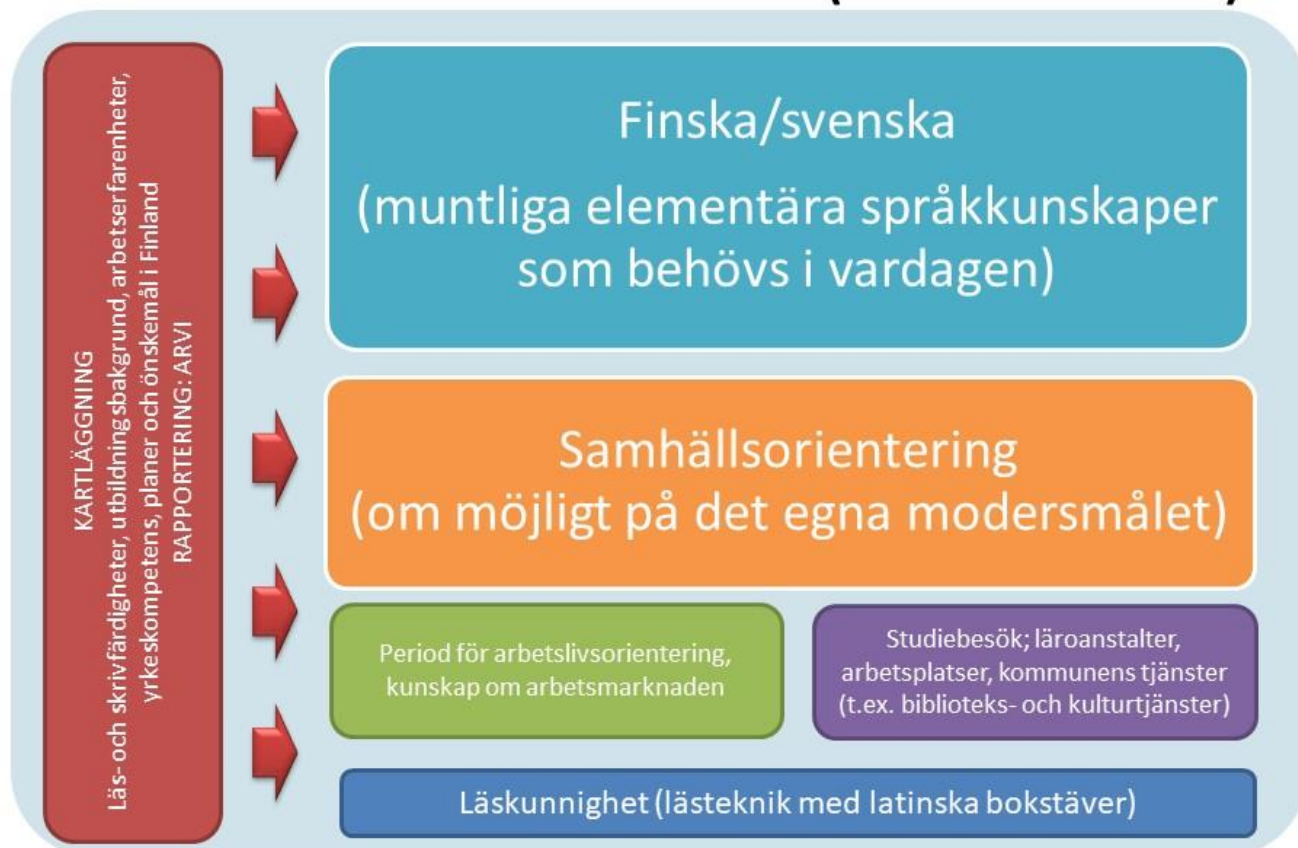 KARTLÄGGNING
Läs- och skrivfärdigheter, utbildningsbakgrund, arbetserfarenheter,
yrkeskompetens, planer och önskemål i Finland
RAPPORTERING: ARVI
Finska/svenska
(muntliga elementära språkkunskaper
som behövs i vardagen)
Samhällsorientering
(om möjligt på det egna modersmålet)
Period för arbetslivsorientering,
kunskap om arbetsmarknaden
Studiebesök; läroanstalter,
arbetsplatser, kommunens tjänster
(t.ex. biblioteks- och kulturtjänster)
Läskunnighet (lästeknik med latinska bokstäver)